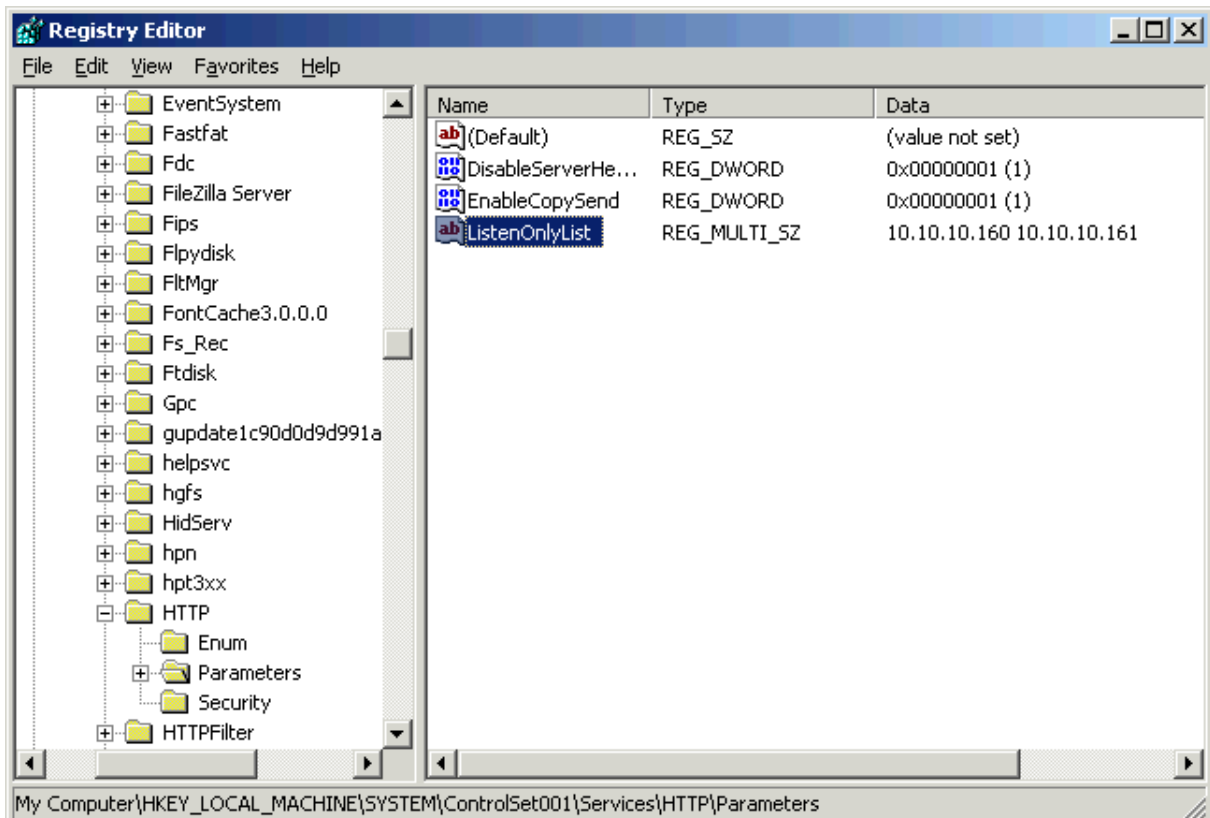 Registry Editor
File Edit View Favorites Help
EventSystem
Fastfat
Fdc
FileZilla Server
Fips
Flpydisk
FltMgr
FontCache3.0.0.0
Fs_Rec
Ftdisk
Gpc
gupdate1c90d0d9d991a
helpsvc
hgfs
HidServ
hpn
hpt3xx
HTTP
Enum
Parameters
Security
HTTPFilter
Name Type Data
(Default) REG_SZ (value not set)
DisableServerHe... REG_DWORD 0x00000001 (1)
EnableCopySend REG_DWORD 0x00000001 (1)
ListenOnlyList REG_MULTI_SZ 10.10.10.160 10.10.10.161
My Computer\HKEY_LOCAL_MACHINE\SYSTEM\ControlSet001\Services\HTTP\Parameters